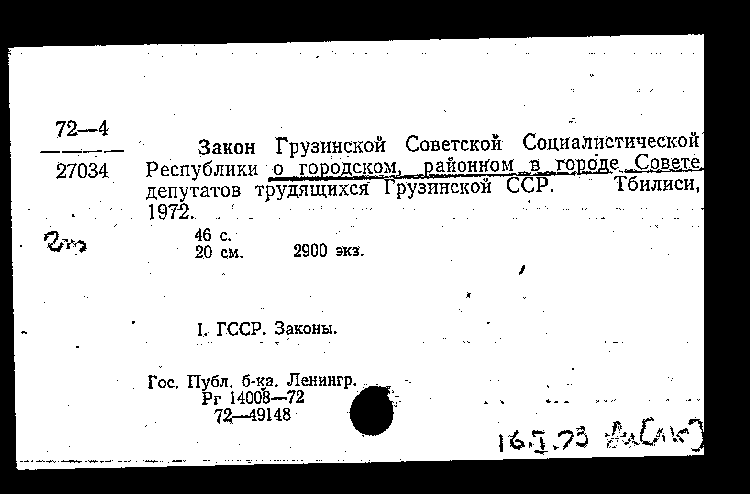 72—4
27034
Закон Грузинской Советской Социалистической
Республики о городском, районном в городе Совете
депутатов трудящихся Грузинской ССР. Тбилиси,
1972.
46 с.
20 см. 2900 экз.
I. ГССР. Законы.
Гос. Публ. б-ка. Ленингр.
Рг 14008—72
72—49148
16.I.73